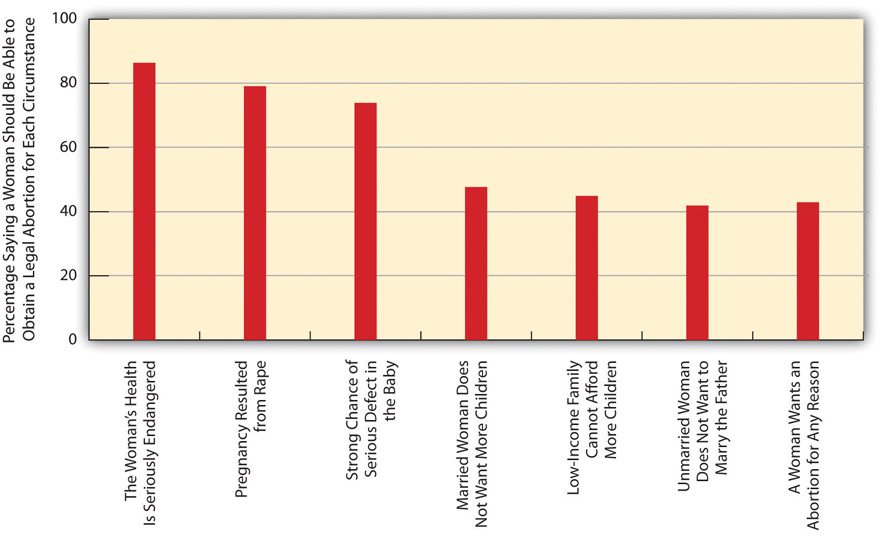 Percentage Saying a Woman Should Be Able to
Obtain a Legal Abortion for Each Circumstance
100
80
60
40
20
0
The Woman's Health
Is Seriously Endangered
Pregnancy Resulted
from Rape
Strong Chance of
Serious Defect in
the Baby
Married Woman Does
Not Want More Children
Low-Income Family
Cannot Afford
More Children
Unmarried Woman
Does Not Want to
Marry the Father
A Woman Wants an
Abortion for Any Reason